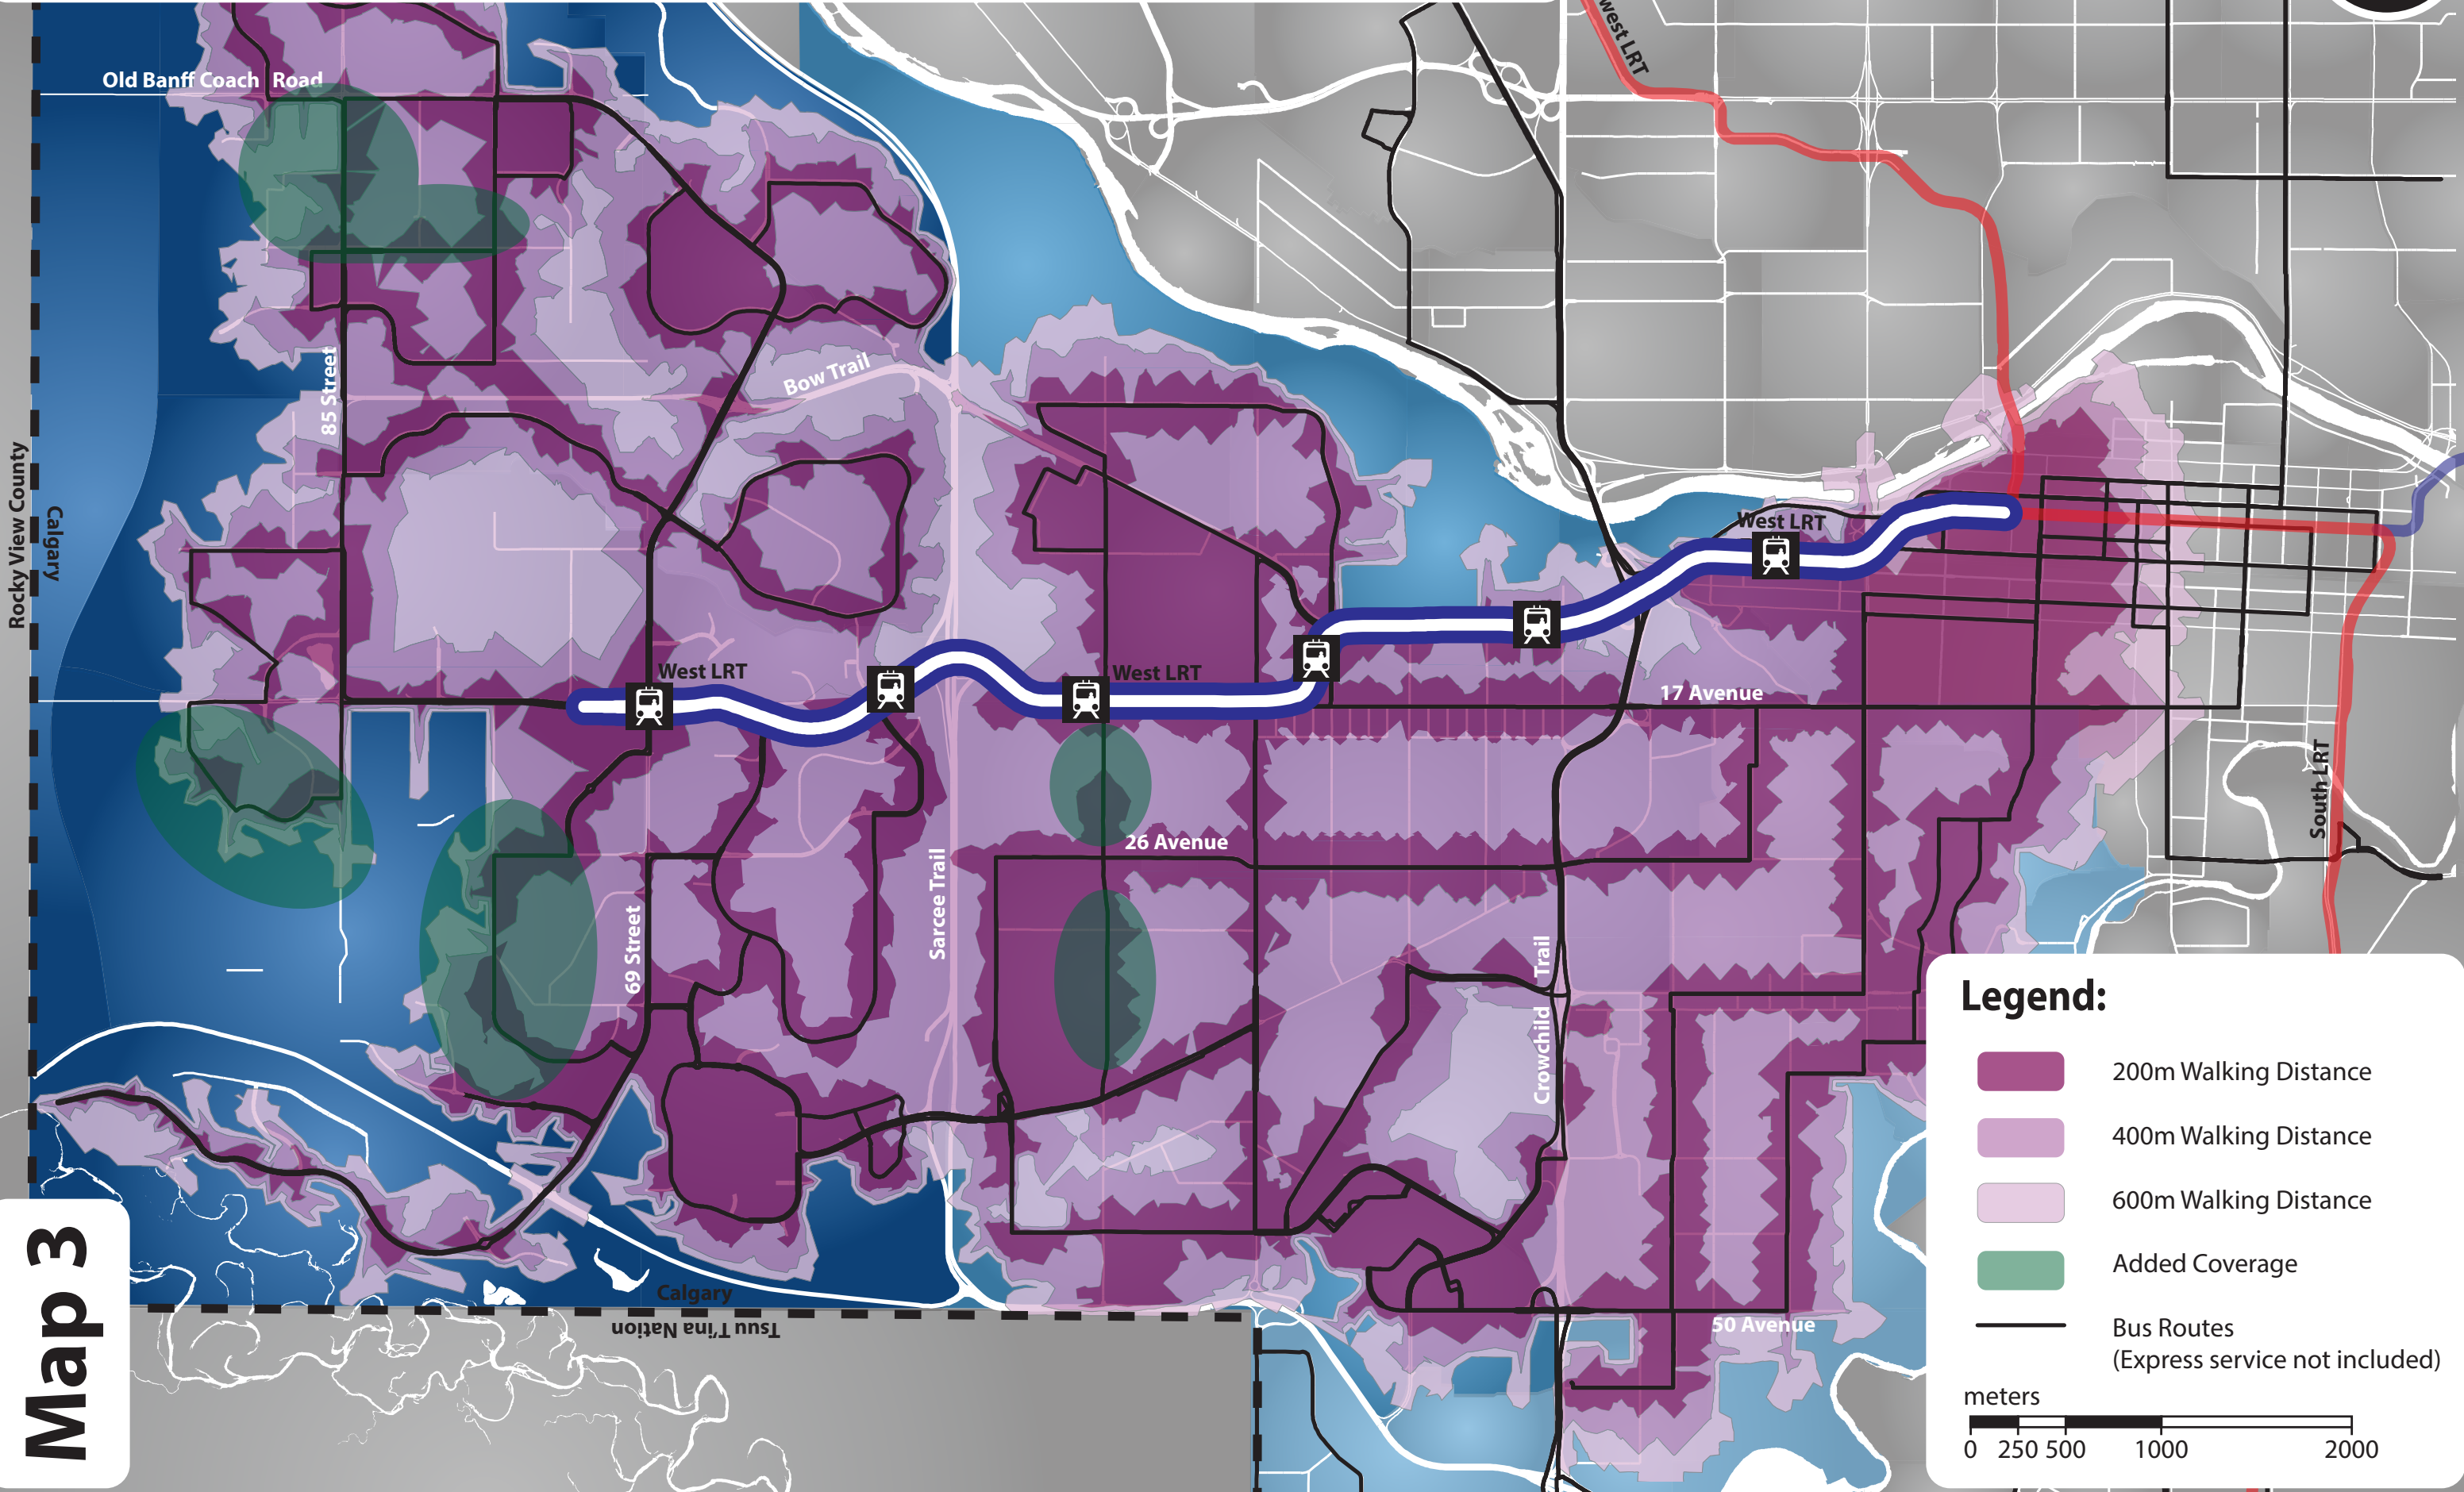 west LRT
Old Banff Coach Road
85 Street
Bow Trail
Rocky View County
Calgary
West LRT
West LRT
West LRT
17 Avenue
26 Avenue
Sarcee Trail
69 Street
Crowchild Trail
South LRT
50 Avenue
Calgary
Tsuu T'ina Nation
Map 3
Legend:
200m Walking Distance
400m Walking Distance
600m Walking Distance
Added Coverage
Bus Routes
(Express service not included)
meters
0 250 500 1000 2000